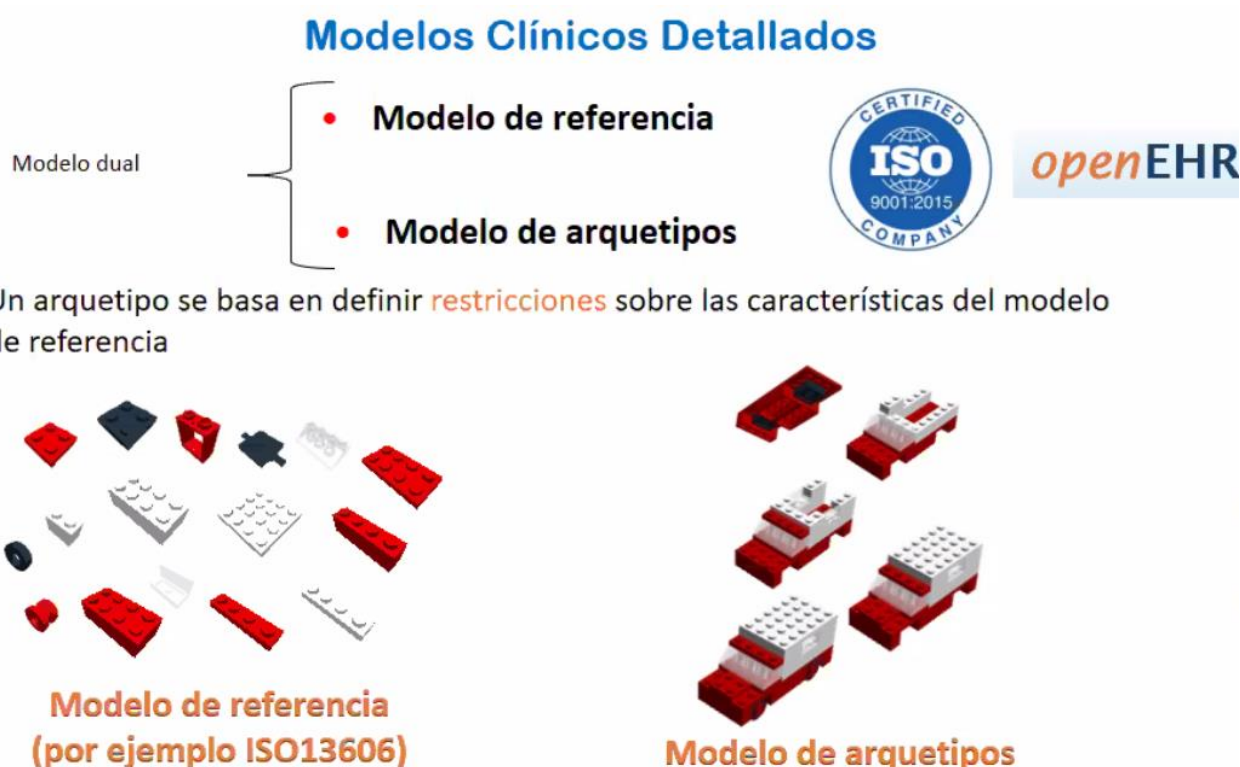 Modelos Clínicos Detallados
Modelo dual
• Modelo de referencia
• Modelo de arquetipos
CERTIFIED
ISO
9001:2015
COMPANY
openEHR
Un arquetipo se basa en definir restricciones sobre las características del modelo
de referencia
Modelo de referencia
(por ejemplo ISO13606)
Modelo de arquetipos